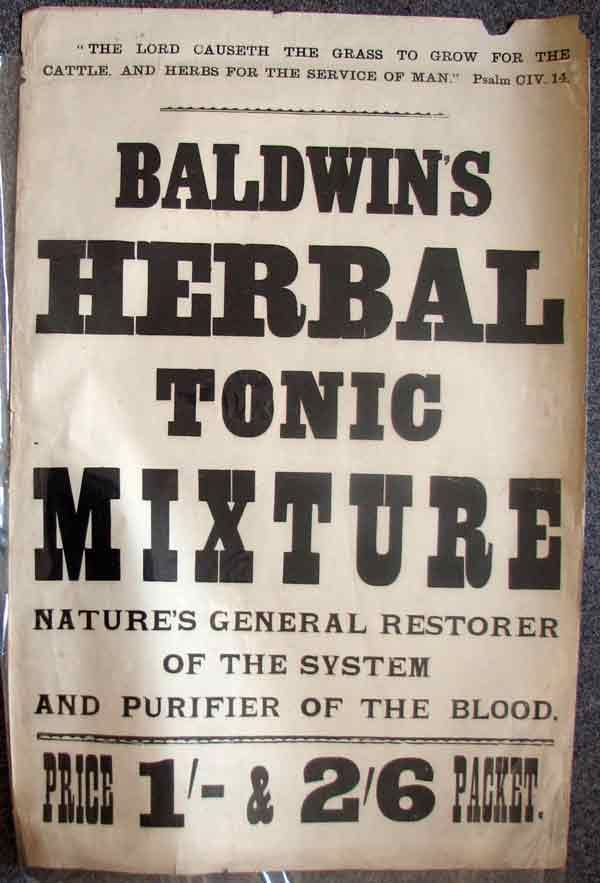 "THE LORD CAUSETH THE GRASS TO GROW FOR THE
CATTLE, AND HERBS FOR THE SERVICE OF MAN." Psalm CIV. 14.
BALDWIN'S
HERBAL
TONIC
MIXTURE
NATURE'S GENERAL RESTORER
OF THE SYSTEM
AND PURIFIER OF THE BLOOD.
PRICE 1/- & 2/6 PACKET.